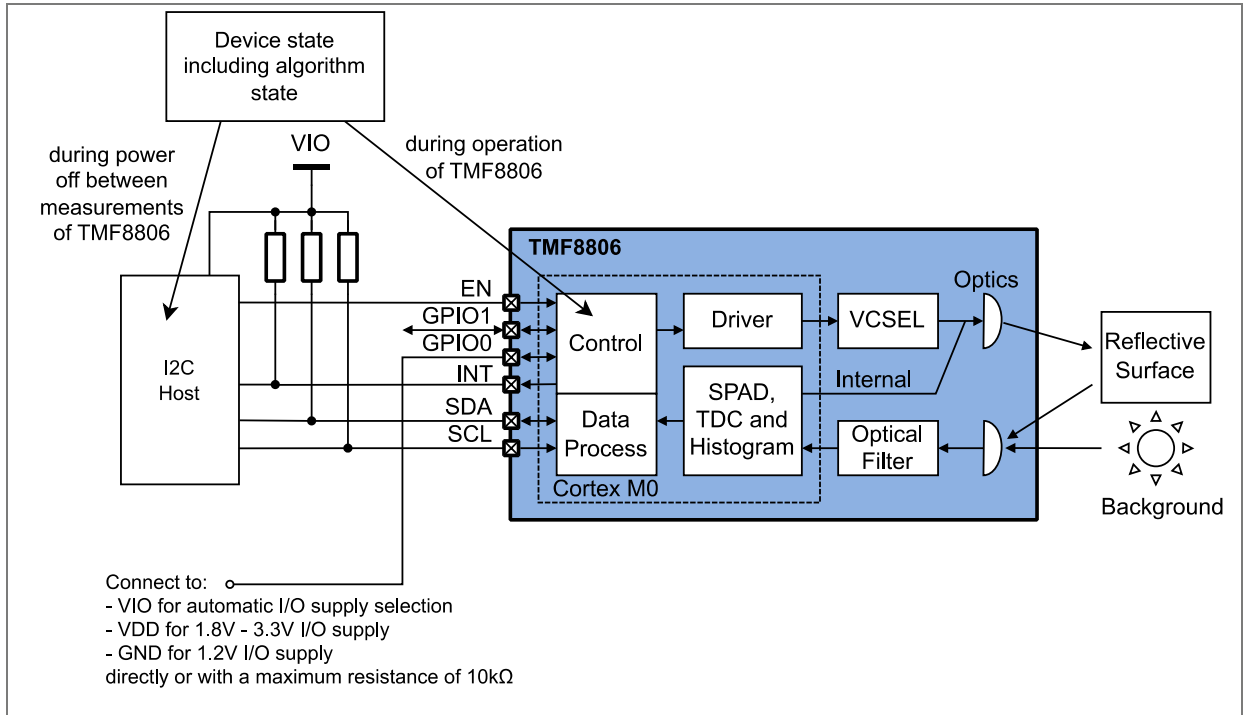 Device state
including algorithm
state
during power
off between
measurements
of TMF8806
VIO
during operation
of TMF8806
TMF8806
I2C
Host
EN
GPIO1
GPIO0
INT
SDA
SCL
Control
Data
Process
Cortex M0
Driver
SPAD,
TDC and
Histogram
VCSEL
Internal
Optical
Filter
Optics
Reflective
Surface
Background
Connect to:
- VIO for automatic I/O supply selection
- VDD for 1.8V - 3.3V I/O supply
- GND for 1.2V I/O supply
directly or with a maximum resistance of 10kΩ